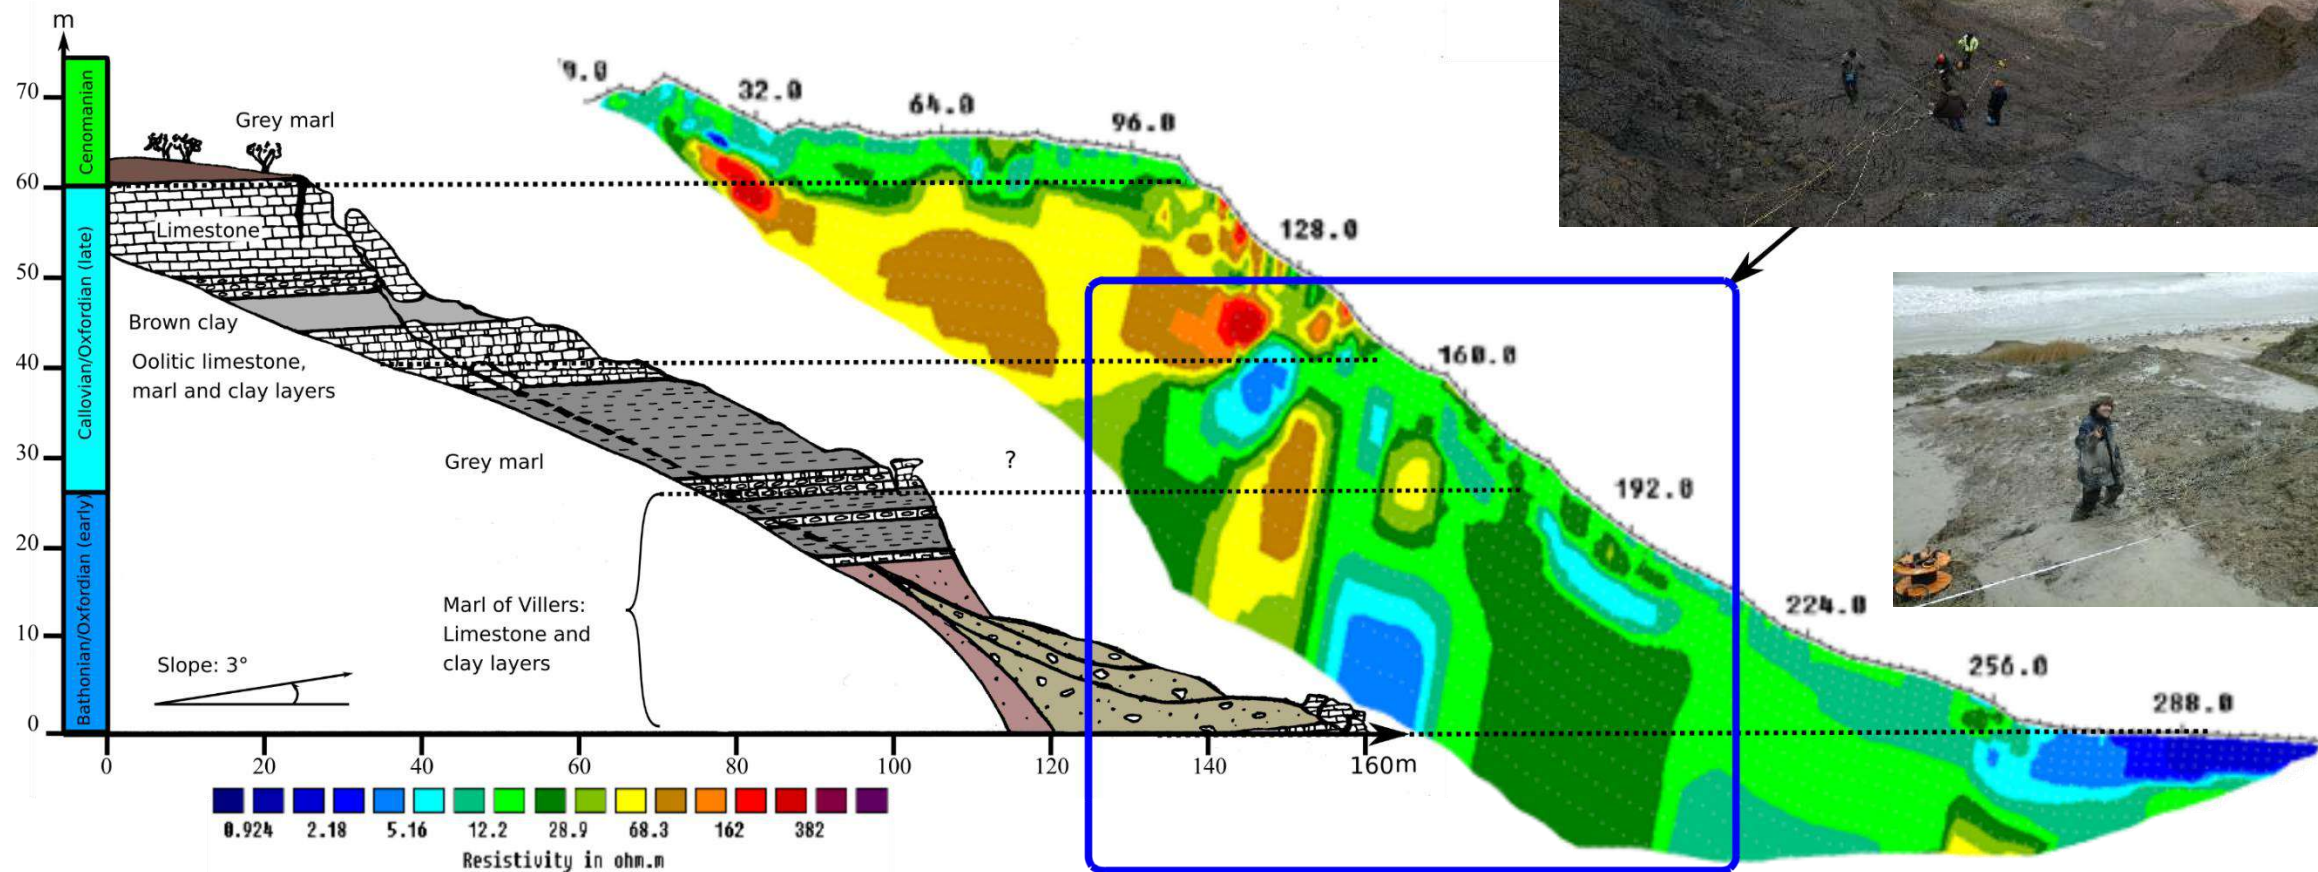 m
70
60
50
40
30
20
10
0
Cenomanian
Callovian/Oxfordian (late)
Bathonian/Oxfordian (early)
Grey marl
Limestone
Brown clay
Oolitic limestone,
marl and clay layers
Grey marl
?
Marl of Villers:
Limestone and
clay layers
Slope: 3°
0 20 40 60 80 100 120 140 160m
32.0
64.0
96.0
128.0
160.0
192.0
224.0
256.0
288.0
0.924 2.18 5.16 12.2 28.9 68.3 162 382
Resistivity in ohm.m